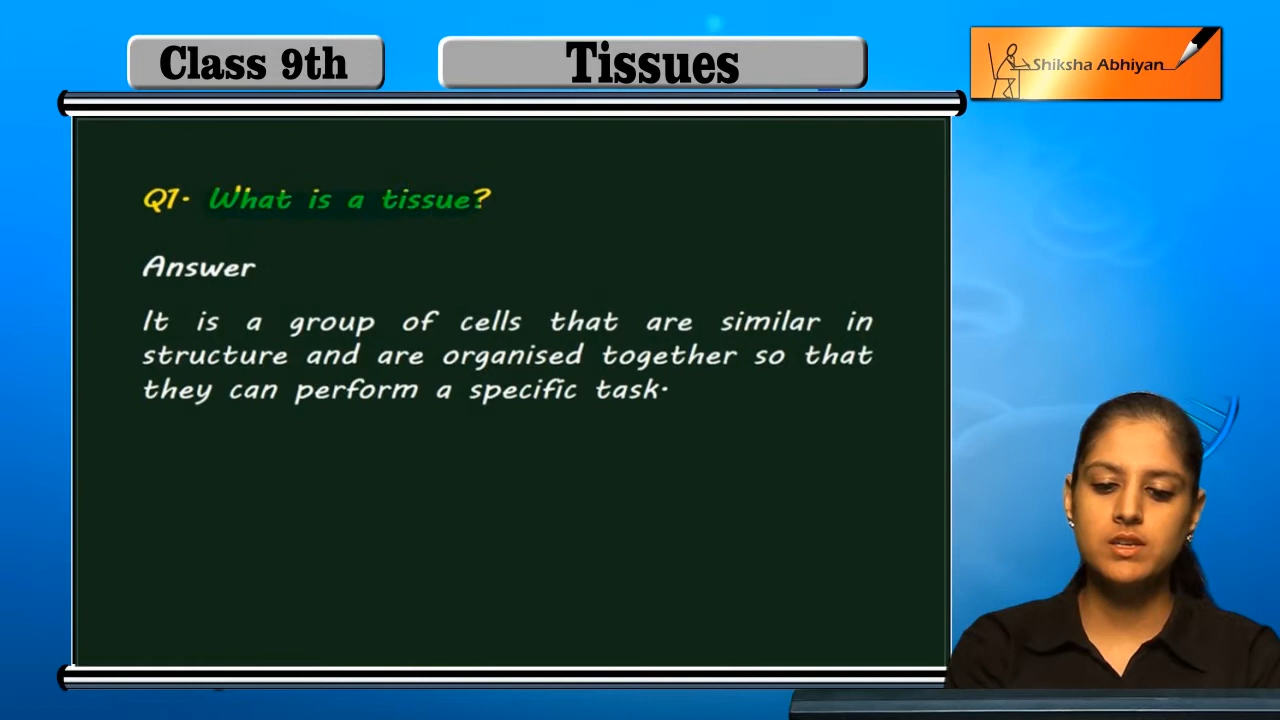 Class 9th
Tissues
Shiksha Abhiyan
Q1. What is a tissue?
Answer
It is a group of cells that are similar in
structure and are organised together so that
they can perform a specific task.